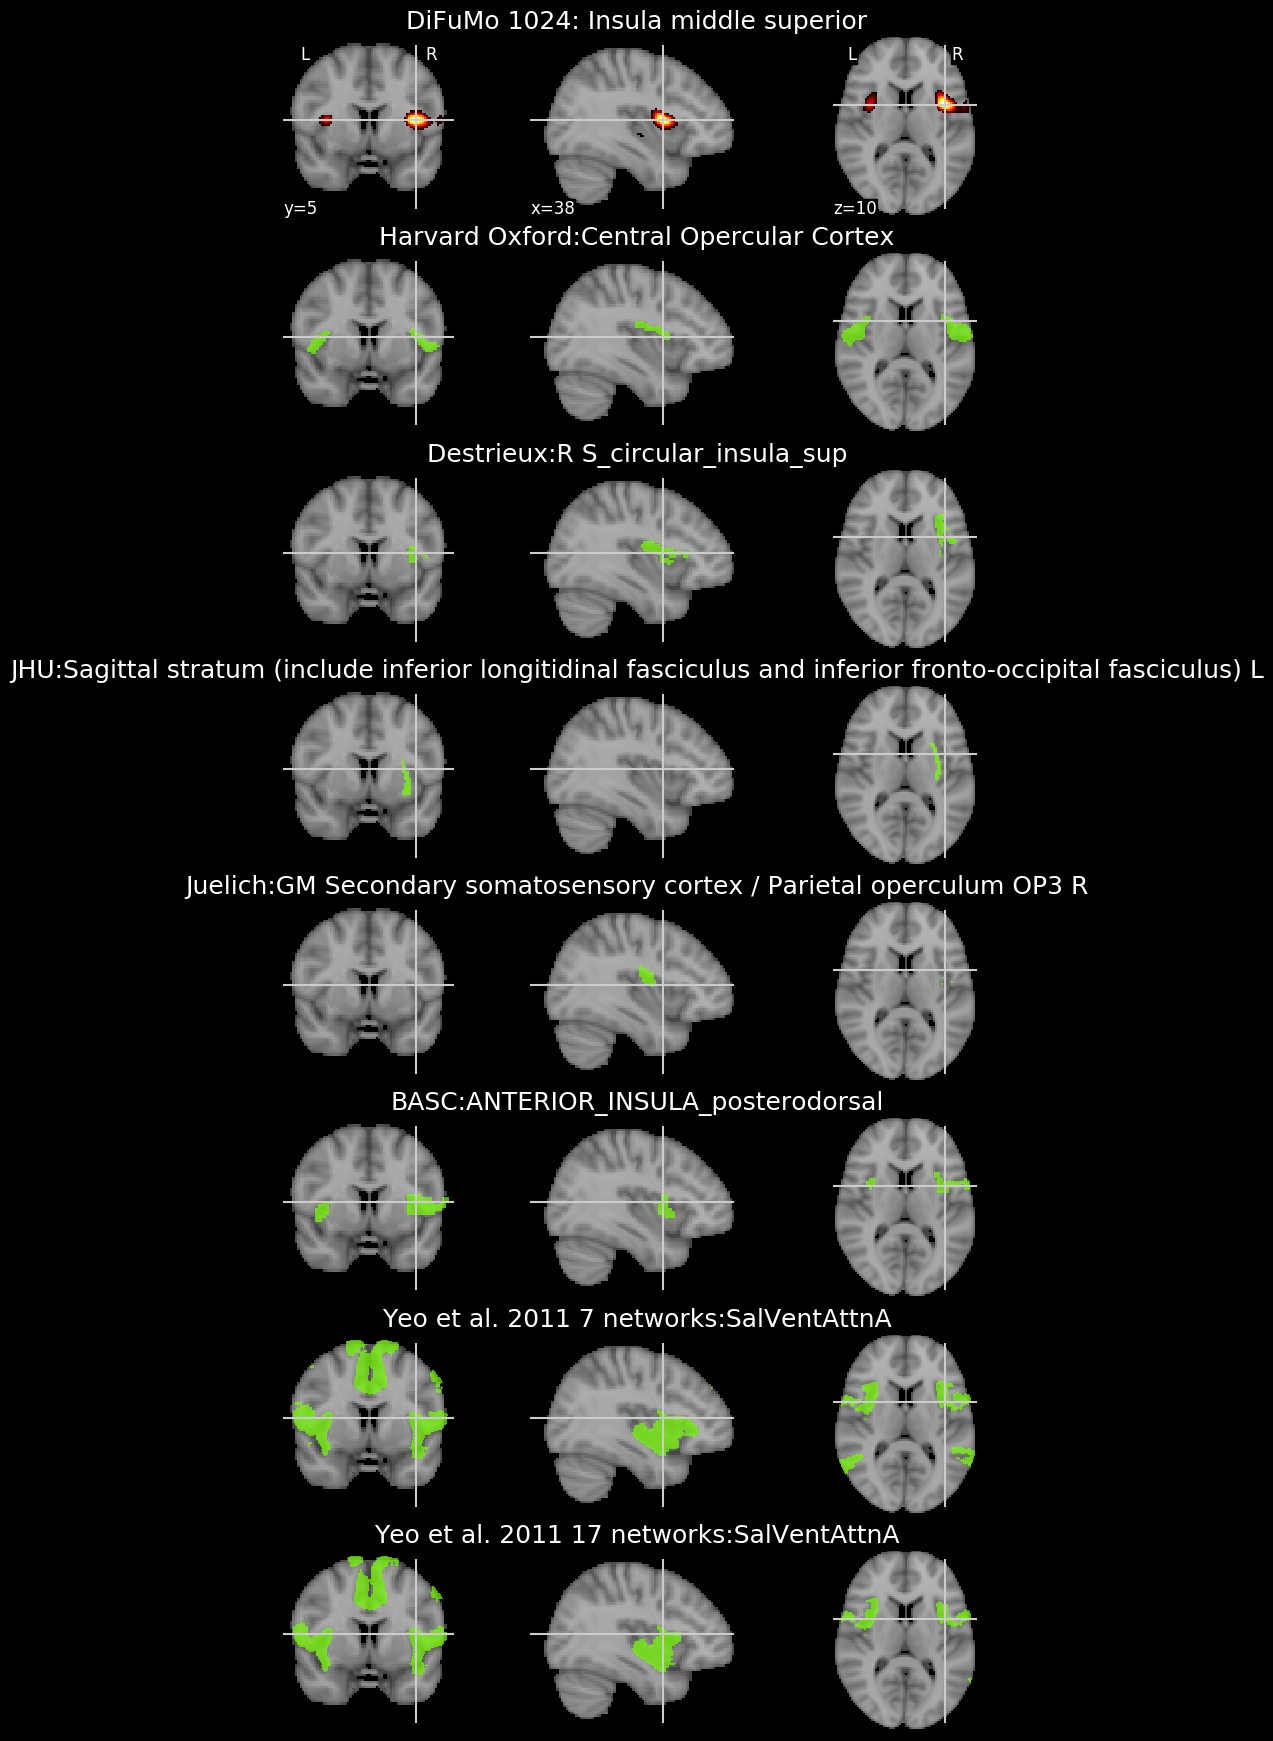 DiFuMo 1024: Insula middle superior
L R L R
y=5 x=38 z=10
Harvard Oxford:Central Opercular Cortex
Destrieux:R S_circular_insula_sup
JHU:Sagittal stratum (include inferior longitidinal fasciculus and inferior fronto-occipital fasciculus) L
Juelich:GM Secondary somatosensory cortex / Parietal operculum OP3 R
BASC:ANTERIOR_INSULA_posterodorsal
Yeo et al. 2011 7 networks:SalVentAttnA
Yeo et al. 2011 17 networks:SalVentAttnA